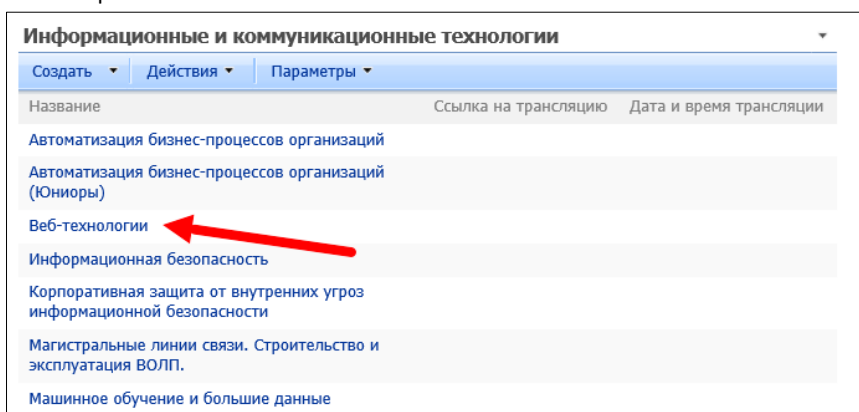 Информационные и коммуникационные технологии
Создать Действия Параметры
Название Ссылка на трансляцию Дата и время трансляции
Автоматизация бизнес-процессов организаций
Автоматизация бизнес-процессов организаций
(Юниоры)
Веб-технологии
Информационная безопасность
Корпоративная защита от внутренних угроз
информационной безопасности
Магистральные линии связи. Строительство и
эксплуатация ВОЛП.
Машинное обучение и большие данные